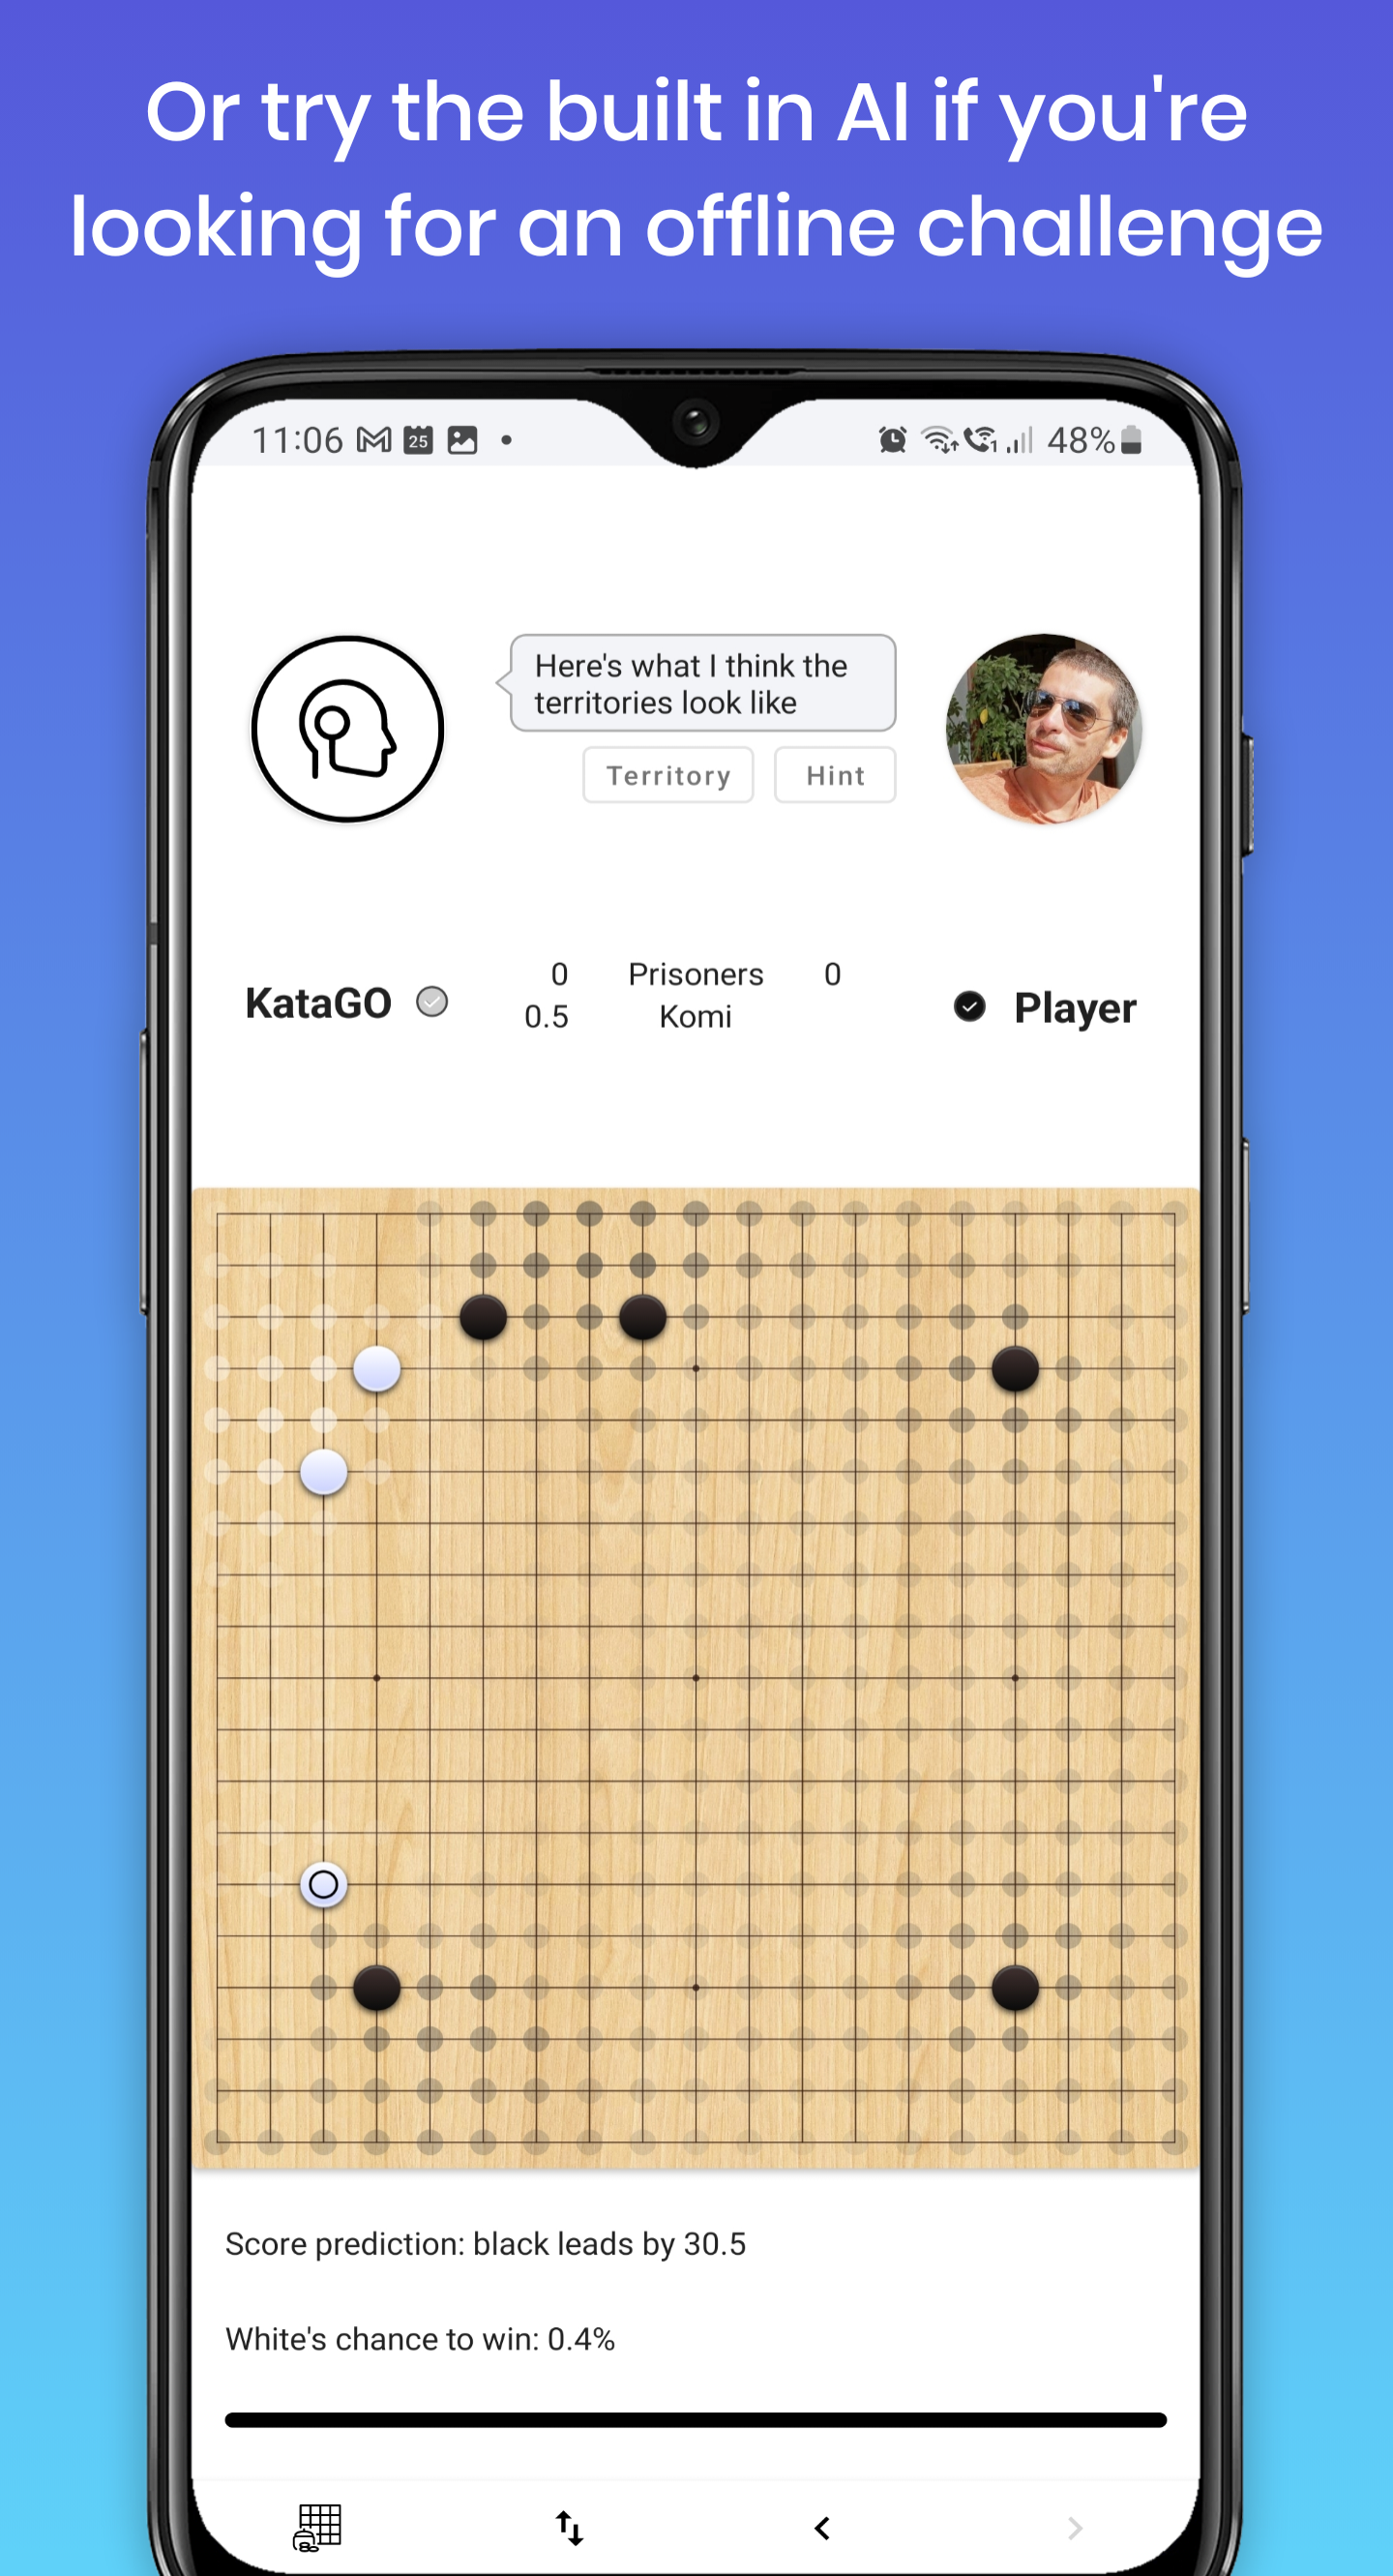 Or try the built in AI if you're
looking for an offline challenge
11:06
25
1
48%
Here's what I think the
territories look like
Territory
Hint
KataGO
0 Prisoners 0
0.5 Komi
Player
Score prediction: black leads by 30.5
White's chance to win: 0.4%